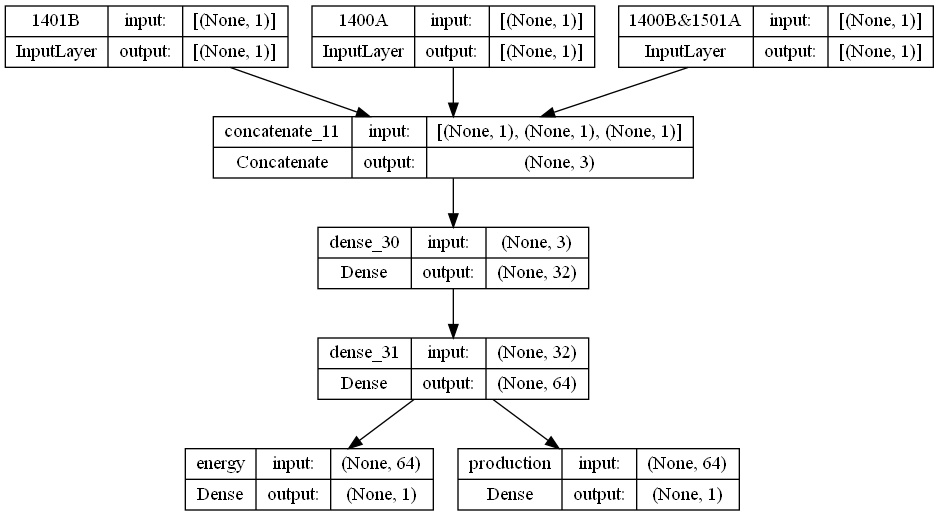 1401B input: [(None, 1)]
InputLayer output: [(None, 1)]
1400A input: [(None, 1)]
InputLayer output: [(None, 1)]
1400B&1501A input: [(None, 1)]
InputLayer output: [(None, 1)]
concatenate_11 input: [(None, 1), (None, 1), (None, 1)]
Concatenate output: (None, 3)
dense_30 input: (None, 3)
Dense output: (None, 32)
dense_31 input: (None, 32)
Dense output: (None, 64)
energy input: (None, 64)
Dense output: (None, 1)
production input: (None, 64)
Dense output: (None, 1)